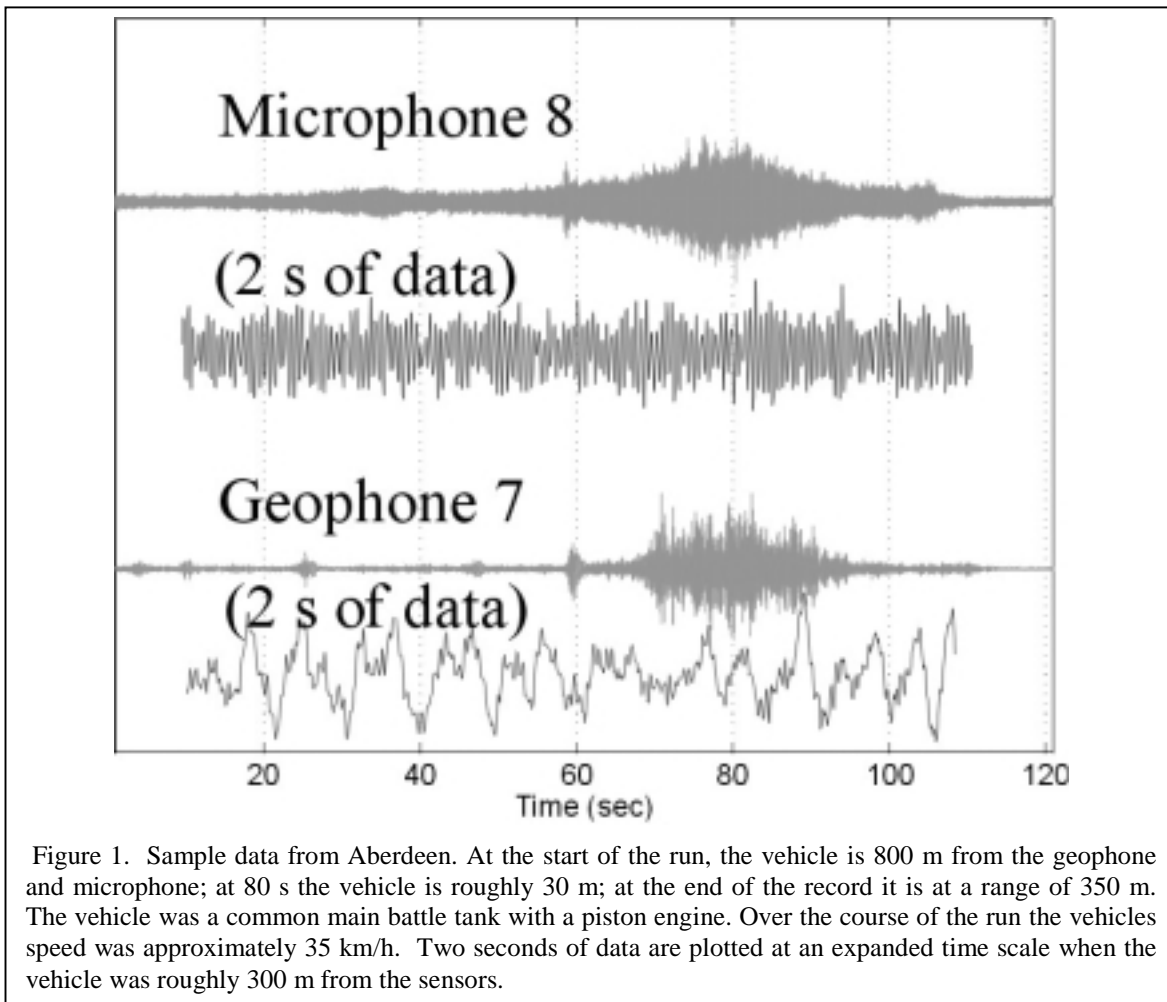 Microphone 8
(2 s of data)
Geophone 7
(2 s of data)
20 40 60 80 100 120
Time (sec)
Figure 1. Sample data from Aberdeen. At the start of the run, the vehicle is 800 m from the geophone
and microphone; at 80 s the vehicle is roughly 30 m; at the end of the record it is at a range of 350 m.
The vehicle was a common main battle tank with a piston engine. Over the course of the run the vehicles
speed was approximately 35 km/h. Two seconds of data are plotted at an expanded time scale when the
vehicle was roughly 300 m from the sensors.